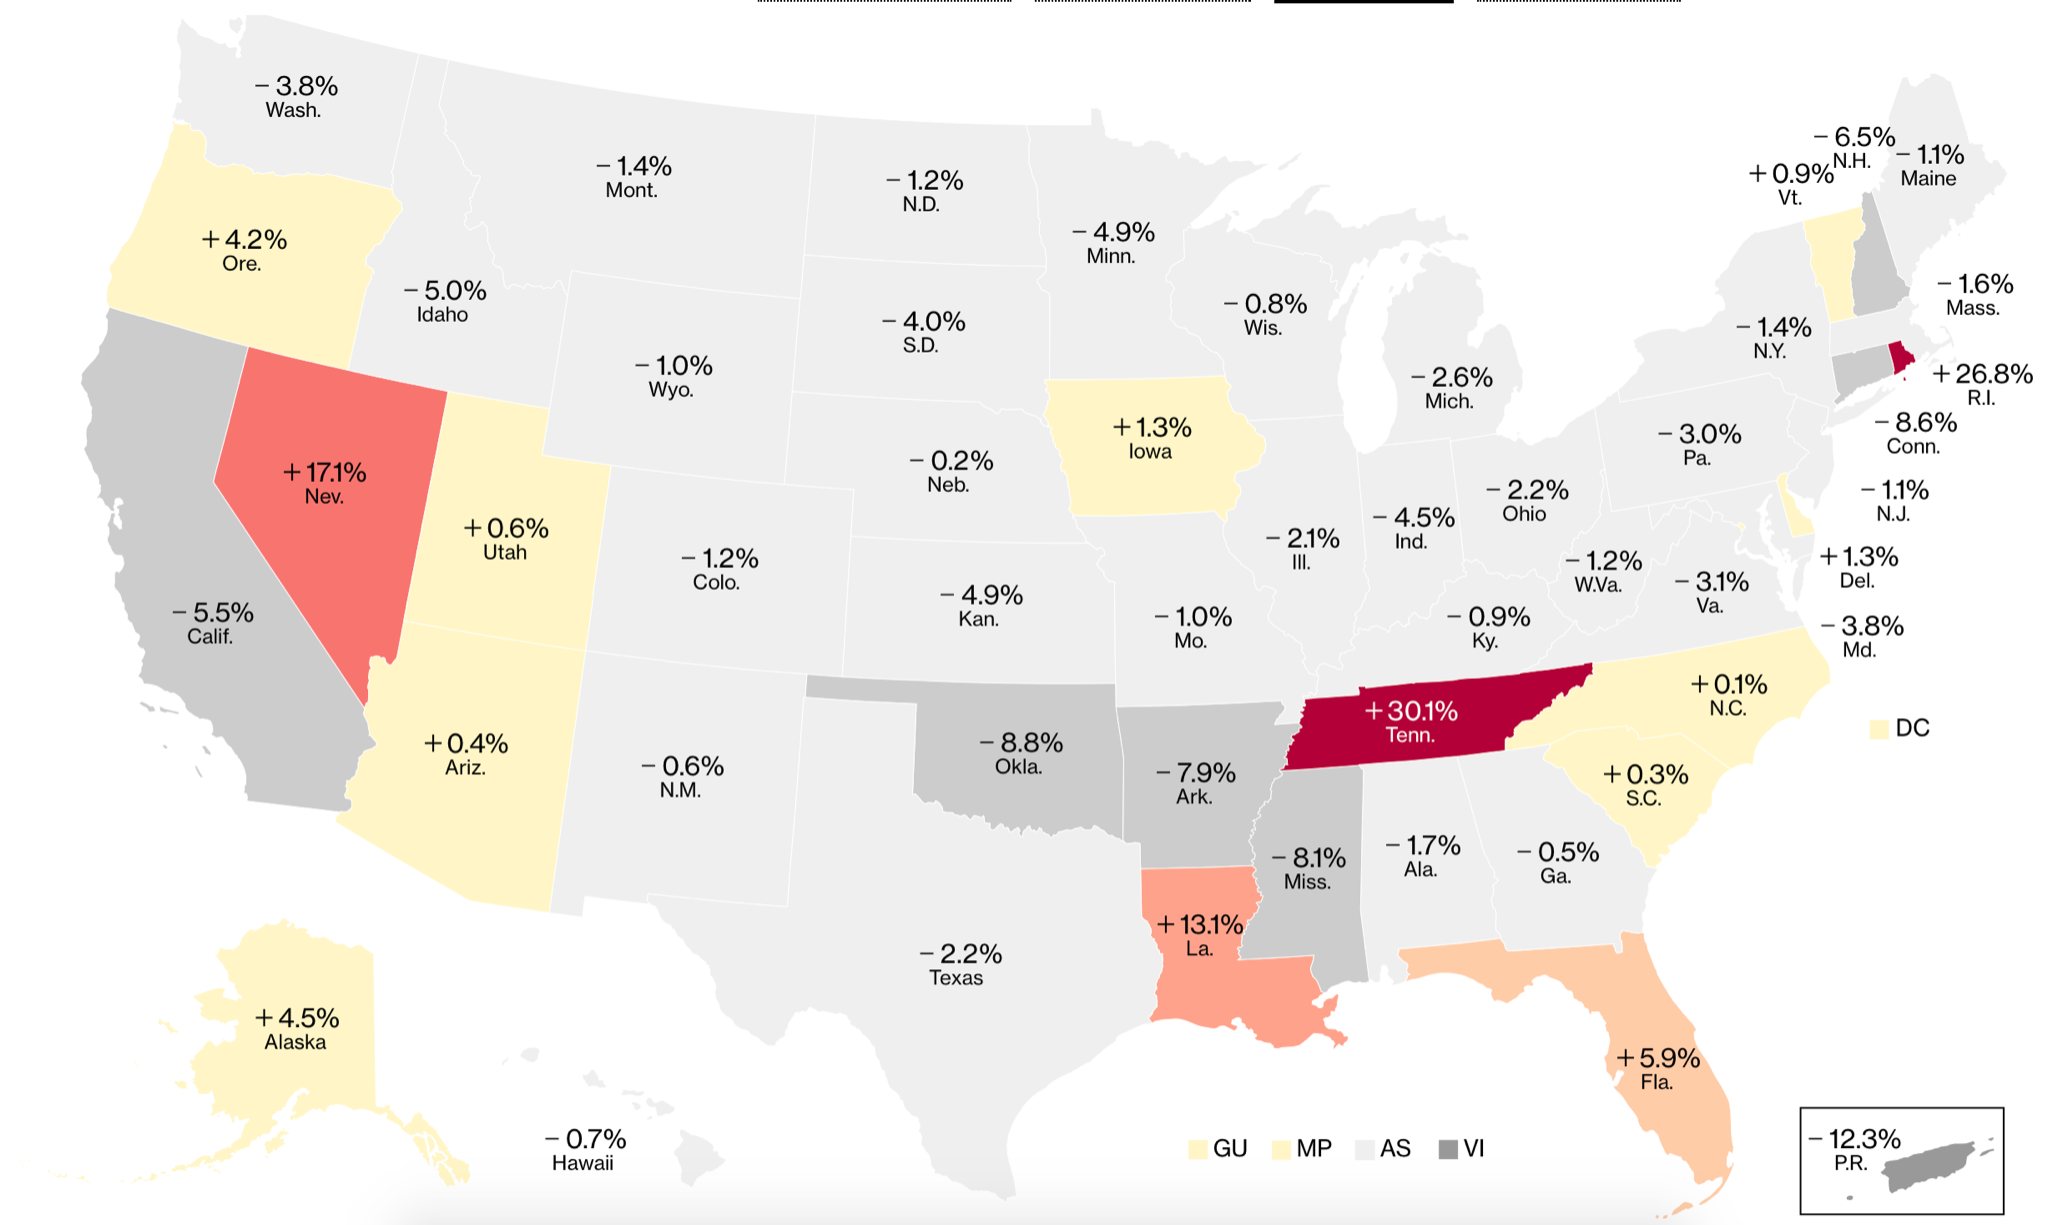 − 3.8%
Wash.
− 6.5%
N.H.
− 1.1%
Maine
+ 0.9%
Vt.
− 1.4%
Mont.
− 1.2%
N.D.
− 4.9%
Minn.
+ 4.2%
Ore.
− 5.0%
Idaho
− 1.6%
Mass.
− 0.8%
Wis.
− 4.0%
S.D.
− 1.4%
N.Y.
− 1.0%
Wyo.
− 2.6%
Mich.
+ 26.8%
R.I.
+ 1.3%
Iowa
− 3.0%
Pa.
− 8.6%
Conn.
− 0.2%
Neb.
+ 17.1%
Nev.
− 2.2%
Ohio
− 1.1%
N.J.
+ 0.6%
Utah
− 4.5%
Ind.
− 2.1%
Ill.
− 1.2%
Colo.
− 1.2%
W.Va.
+ 1.3%
Del.
− 3.1%
Va.
− 4.9%
Kan.
− 5.5%
Calif.
− 1.0%
Mo.
− 0.9%
Ky.
− 3.8%
Md.
+ 0.1%
N.C.
+ 30.1%
Tenn.
DC
+ 0.4%
Ariz.
− 8.8%
Okla.
− 0.6%
N.M.
− 7.9%
Ark.
+ 0.3%
S.C.
− 8.1%
Miss.
− 1.7%
Ala.
− 0.5%
Ga.
+ 13.1%
La.
− 2.2%
Texas
+ 4.5%
Alaska
+ 5.9%
Fla.
− 0.7%
Hawaii
GU MP AS VI
− 12.3%
P.R.